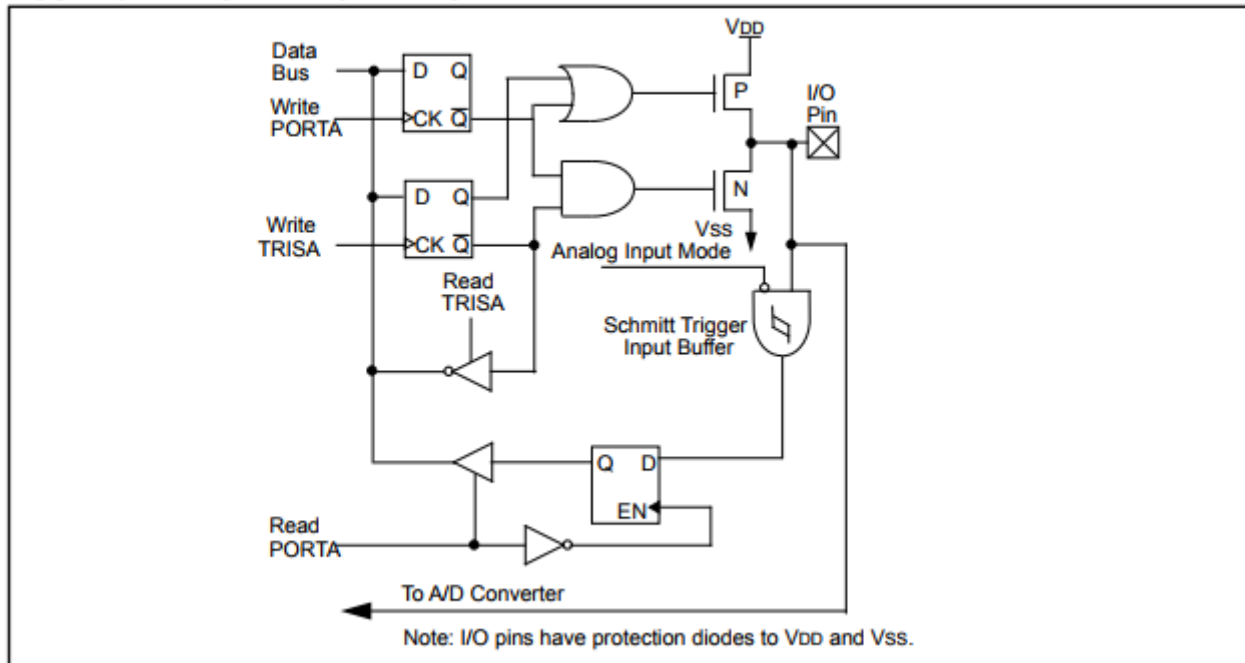 VDD
Data
Bus
D Q
P
I/O
Pin
Write
PORTA
CK Q̅
D Q
N
Write
TRISA
CK Q̅
VSS
Analog Input Mode
Read
TRISA
Schmitt Trigger
Input Buffer
Q D
EN
Read
PORTA
To A/D Converter
Note: I/O pins have protection diodes to VDD and VSS.